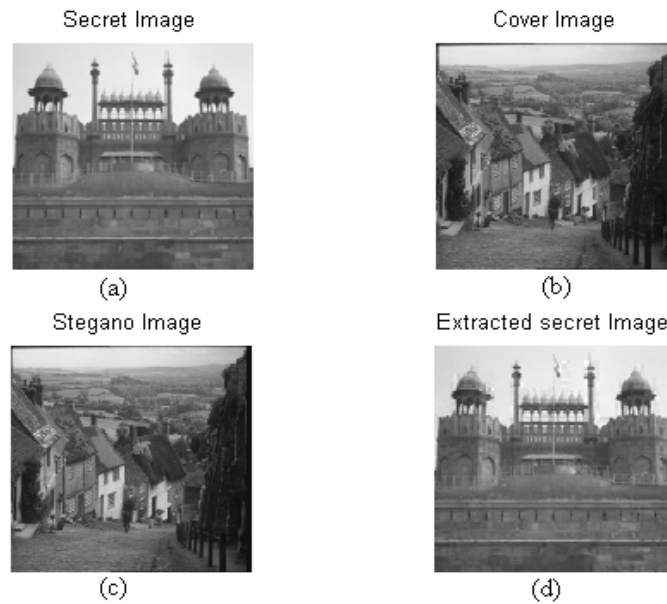 Secret Image
Cover Image
(a)
(b)
Stegano Image
Extracted secret Image
(c)
(d)